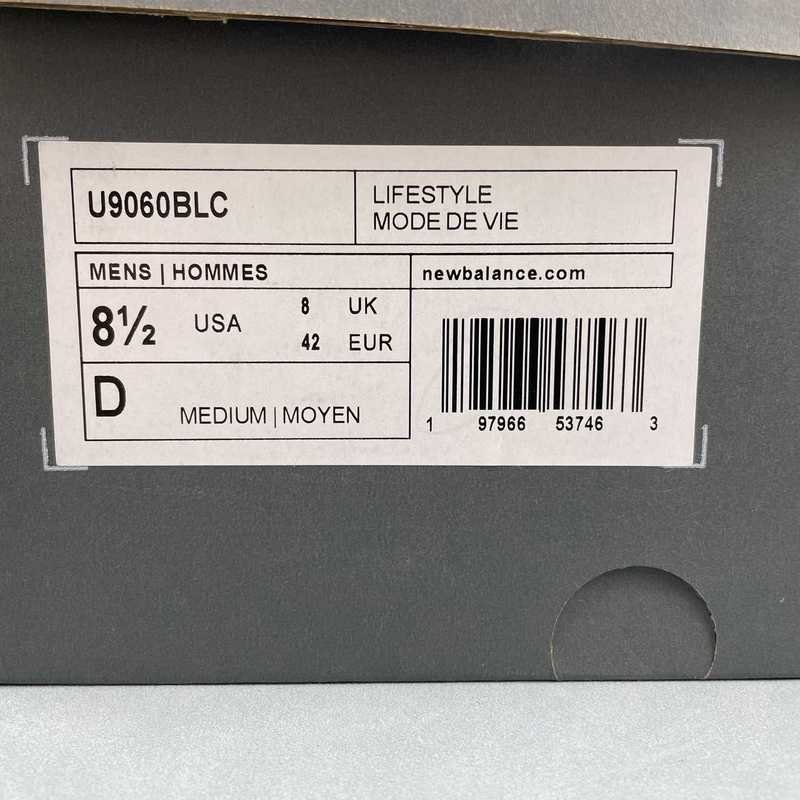 U9060BLC
LIFESTYLE
MODE DE VIE
MENS | HOMMES
newbalance.com
8½ USA
8 UK
42 EUR
D
MEDIUM | MOYEN
1 97966 53746 3